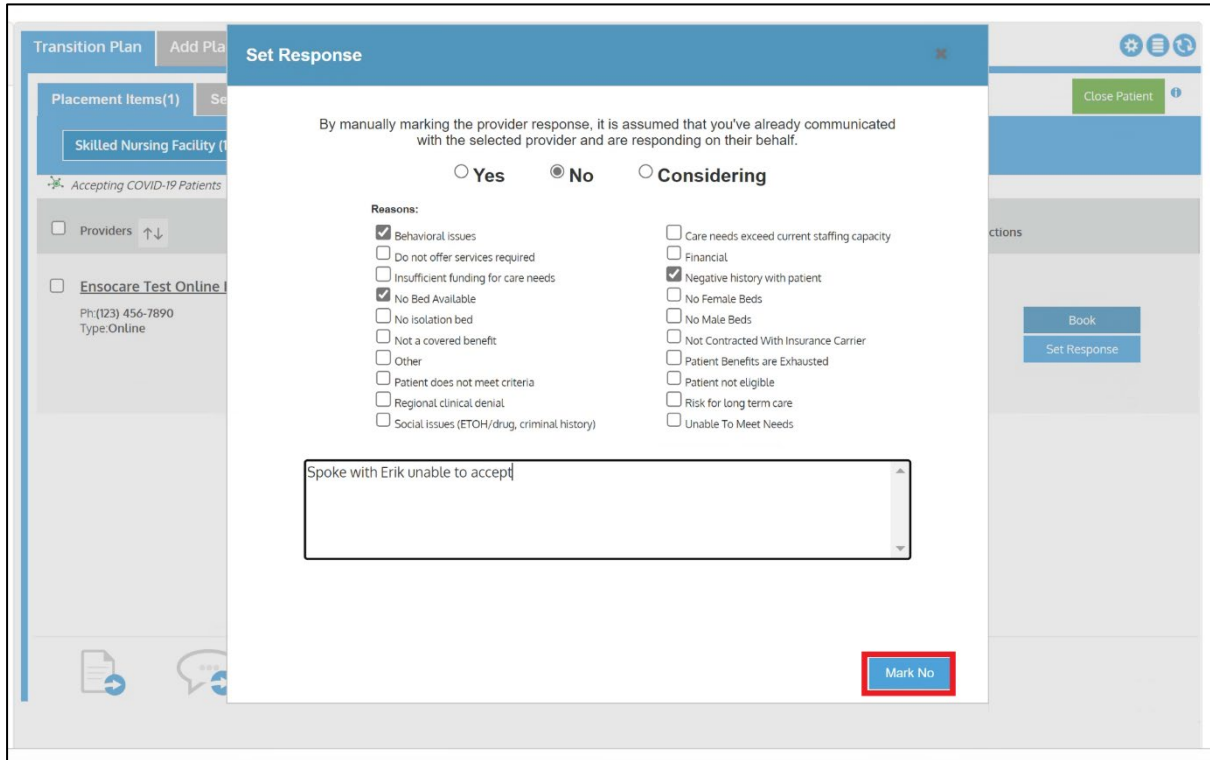 Transition Plan
Add Pla
Set Response
Placement Items(1)
Se
Close Patient
Skilled Nursing Facility (1
Accepting COVID-19 Patients
By manually marking the provider response, it is assumed that you've already communicated
with the selected provider and are responding on their behalf.
Yes
No
Considering
Providers
ctions
Reasons:
Behavioral issues
Do not offer services required
Insufficient funding for care needs
No Bed Available
No isolation bed
Not a covered benefit
Other
Patient does not meet criteria
Regional clinical denial
Social issues (ETOH/drug, criminal history)
Care needs exceed current staffing capacity
Financial
Negative history with patient
No Female Beds
No Male Beds
Not Contracted With Insurance Carrier
Patient Benefits are Exhausted
Patient not eligible
Risk for long term care
Unable To Meet Needs
Ensocare Test Online
Ph:(123) 456-7890
Type:Online
Book
Set Response
Spoke with Erik unable to accept
Mark No